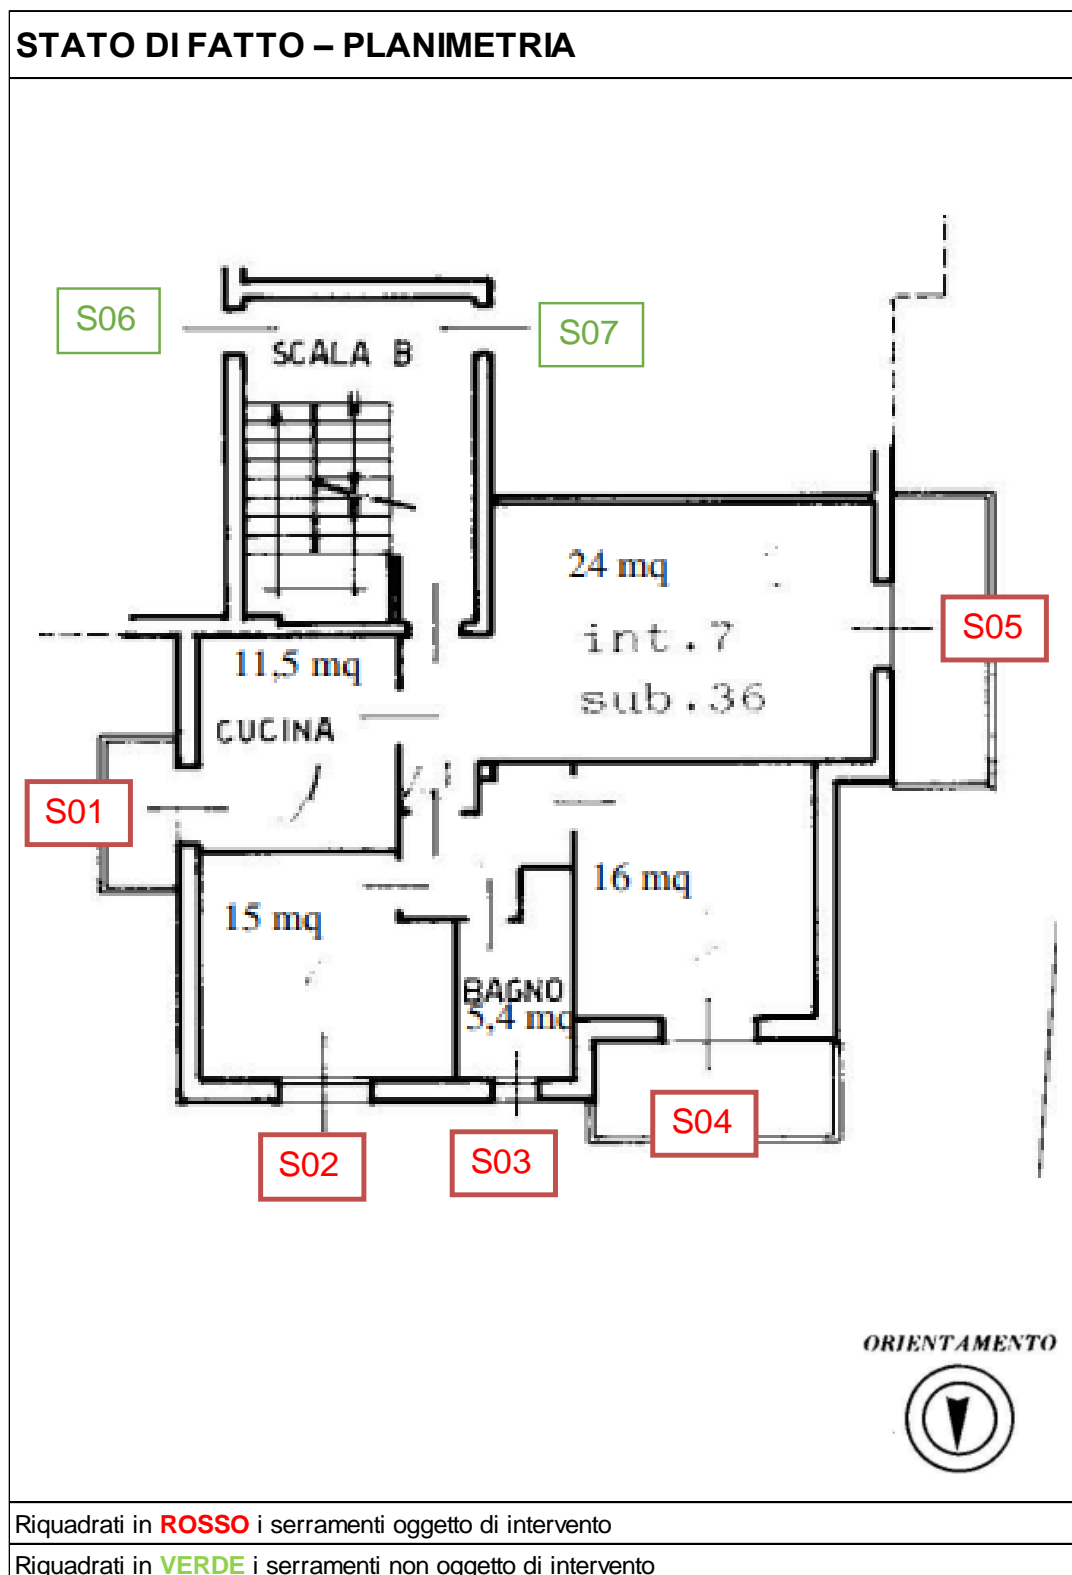 STATO DI FATTO – PLANIMETRIA
S06
S07
SCALA B
24 mq
int.7
sub.36
S05
11,5 mq
CUCINA
S01
16 mq
15 mq
BAGNO
5,4 mq
S04
S02
S03
ORIENTAMENTO
Riquadrati in ROSSO i serramenti oggetto di intervento
Riquadrati in VERDE i serramenti non oggetto di intervento